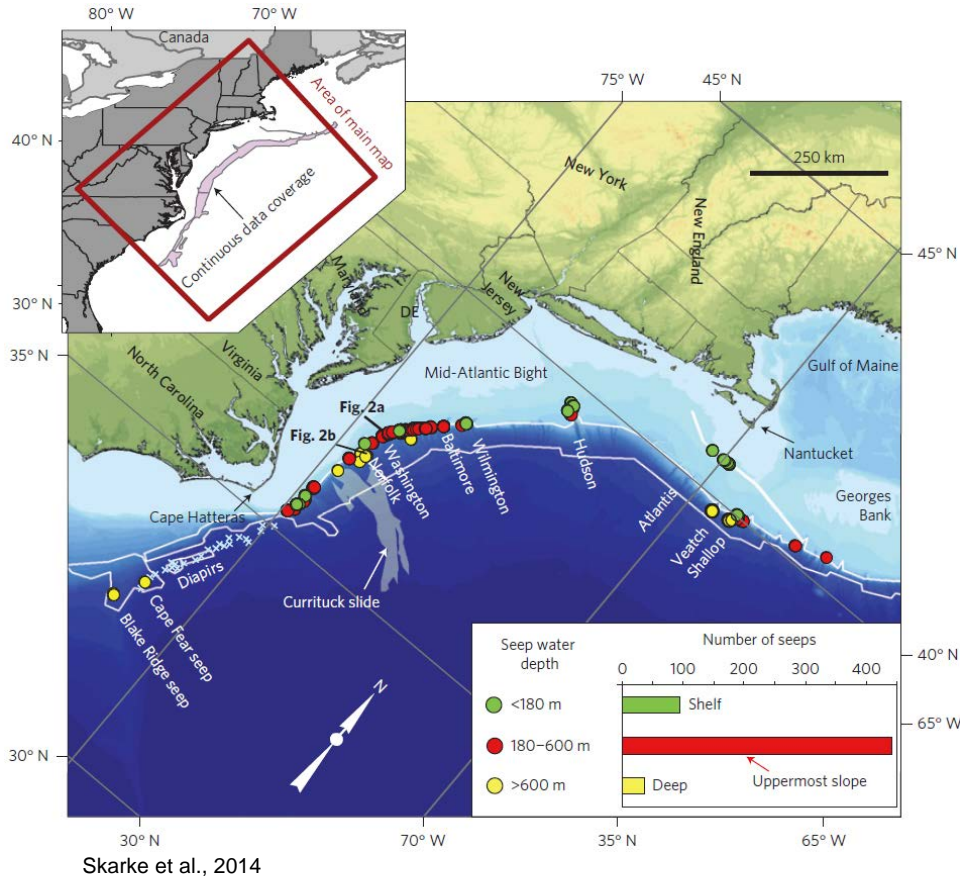 80° W
70° W
Canada
75° W
45° N
40° N
Area of main map
Continuous data coverage
250 km
New York
New England
45° N
30° N
35° N
Maryland
DE
New Jersey
Virginia
North Carolina
Mid-Atlantic Bight
Gulf of Maine
Fig. 2a
Fig. 2b
Norfolk
Washington
Baltimore
Wilmington
Hudson
Nantucket
Cape Hatteras
Atlantis
Veatch
Shallop
Georges
Bank
Diapirs
Currituck slide
Cape Fear seep
Blake Ridge seep
N
Seep water
depth
Number of seeps
0 100 200 300 400
<180 m
Shelf
180–600 m
Uppermost slope
>600 m
Deep
40° N
65° W
30° N
30° N
70° W
35° N
65° W
Skarke et al., 2014